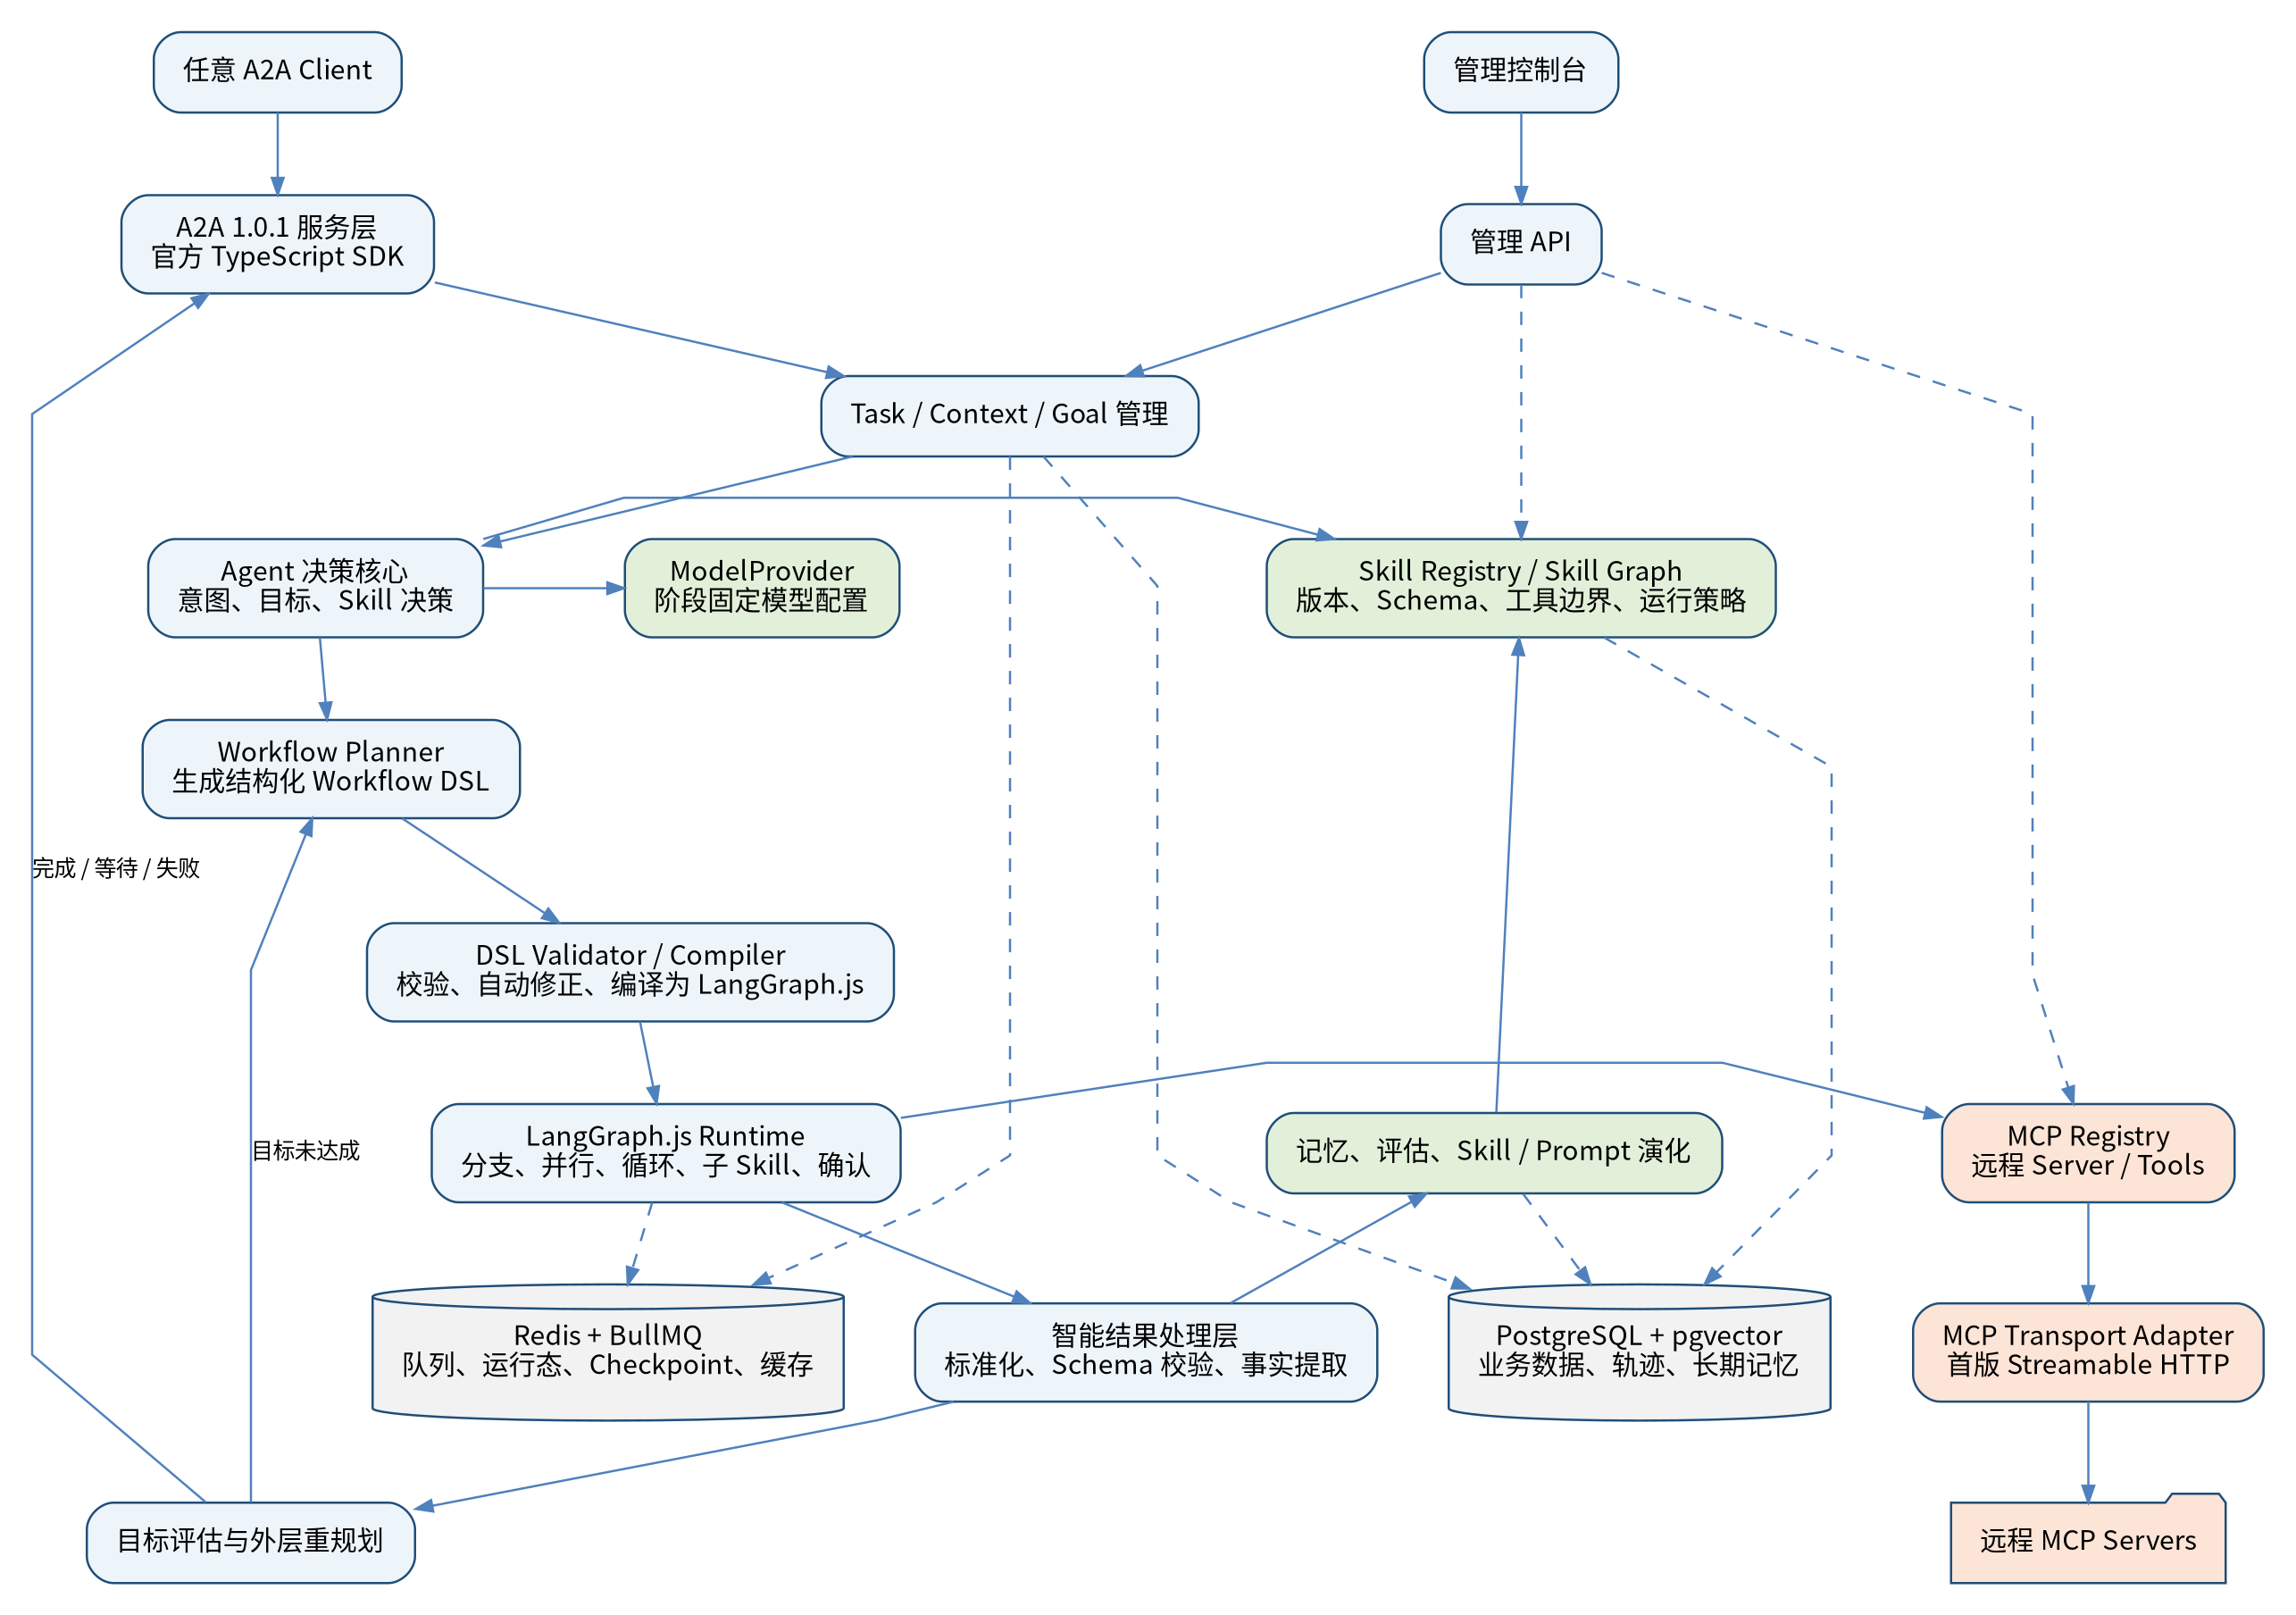 任意 A2A Client
管理控制台
A2A 1.0.1 服务层
官方 TypeScript SDK
管理 API
Task / Context / Goal 管理
Agent 决策核心
意图、目标、Skill 决策
ModelProvider
阶段固定模型配置
Skill Registry / Skill Graph
版本、Schema、工具边界、运行策略
Workflow Planner
生成结构化 Workflow DSL
完成 / 等待 / 失败
DSL Validator / Compiler
校验、自动修正、编译为 LangGraph.js
目标未达成
LangGraph.js Runtime
分支、并行、循环、子 Skill、确认
记忆、评估、Skill / Prompt 演化
MCP Registry
远程 Server / Tools
Redis + BullMQ
队列、运行态、Checkpoint、缓存
智能结果处理层
标准化、Schema 校验、事实提取
PostgreSQL + pgvector
业务数据、轨迹、长期记忆
MCP Transport Adapter
首版 Streamable HTTP
目标评估与外层重规划
远程 MCP Servers